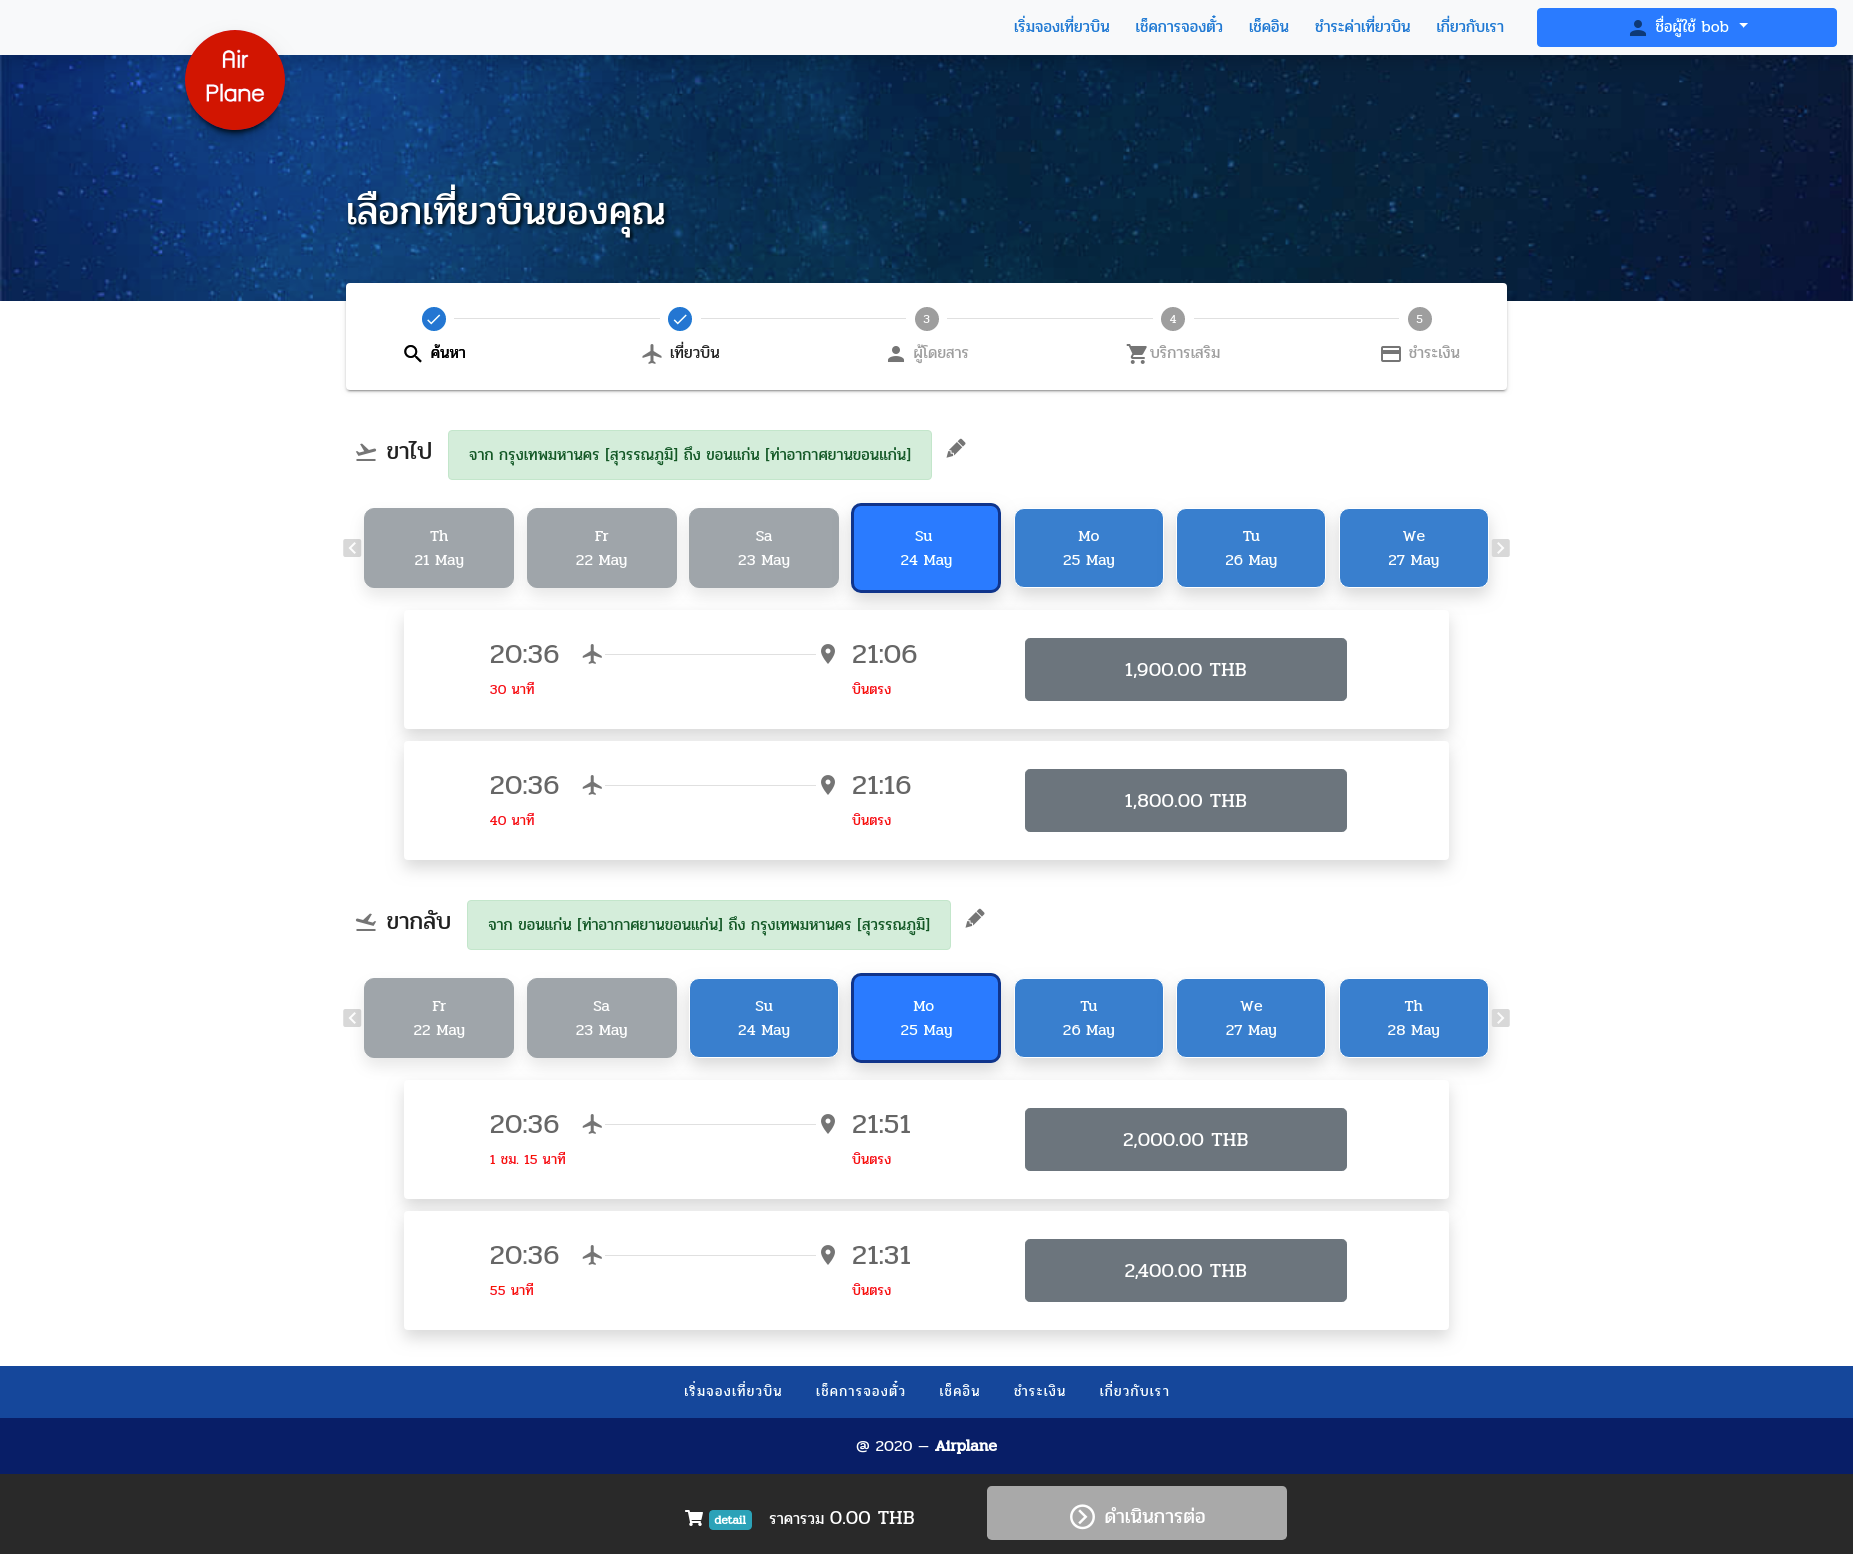 เริ่มจองเที่ยวบิน เช็คการจองตั๋ว เช็คอิน ชำระค่าเที่ยวบิน เกี่ยวกับเรา ชื่อผู้ใช้ bob
Air
Plane
เลือกเที่ยวบินของคุณ
3 4 5
ค้นหา เที่ยวบิน ผู้โดยสาร บริการเสริม ชำระเงิน
ขาไป จาก กรุงเทพมหานคร [สุวรรณภูมิ] ถึง ขอนแก่น [ท่าอากาศยานขอนแก่น]
Th Fr Sa Su Mo Tu We
21 May 22 May 23 May 24 May 25 May 26 May 27 May
20:36 21:06 1,900.00 THB
30 นาที บินตรง
20:36 21:16 1,800.00 THB
40 นาที บินตรง
ขากลับ จาก ขอนแก่น [ท่าอากาศยานขอนแก่น] ถึง กรุงเทพมหานคร [สุวรรณภูมิ]
Fr Sa Su Mo Tu We Th
22 May 23 May 24 May 25 May 26 May 27 May 28 May
20:36 21:51 2,000.00 THB
1 ชม. 15 นาที บินตรง
20:36 21:31 2,400.00 THB
55 นาที บินตรง
เริ่มจองเที่ยวบิน เช็คการจองตั๋ว เช็คอิน ชำระเงิน เกี่ยวกับเรา
@ 2020 — Airplane
detail ราคารวม 0.00 THB ดำเนินการต่อ